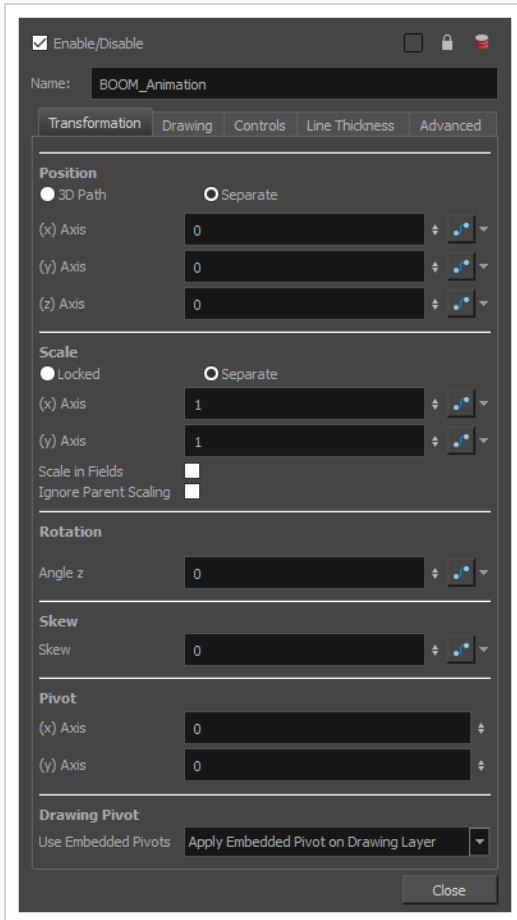 Enable/Disable
Name: BOOM_Animation
Transformation Drawing Controls Line Thickness Advanced
Position
3D Path Separate
(x) Axis 0
(y) Axis 0
(z) Axis 0
Scale
Locked Separate
(x) Axis 1
(y) Axis 1
Scale in Fields
Ignore Parent Scaling
Rotation
Angle z 0
Skew
Skew 0
Pivot
(x) Axis 0
(y) Axis 0
Drawing Pivot
Use Embedded Pivots Apply Embedded Pivot on Drawing Layer
Close